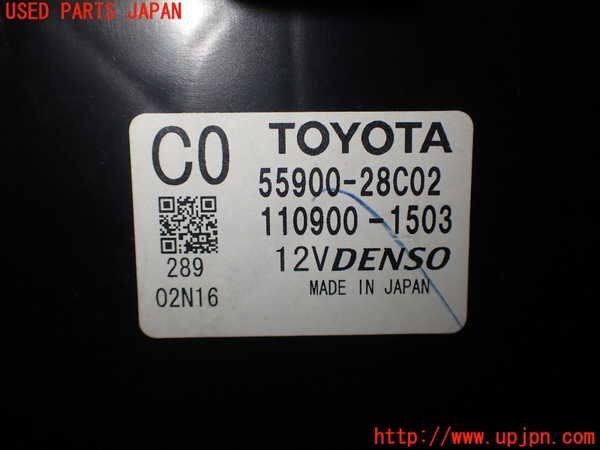 USED PARTS JAPAN
C0
TOYOTA
55900-28C02
110900-1503
289
12V DENSO
02N16
MADE IN JAPAN
www.upjpn.com